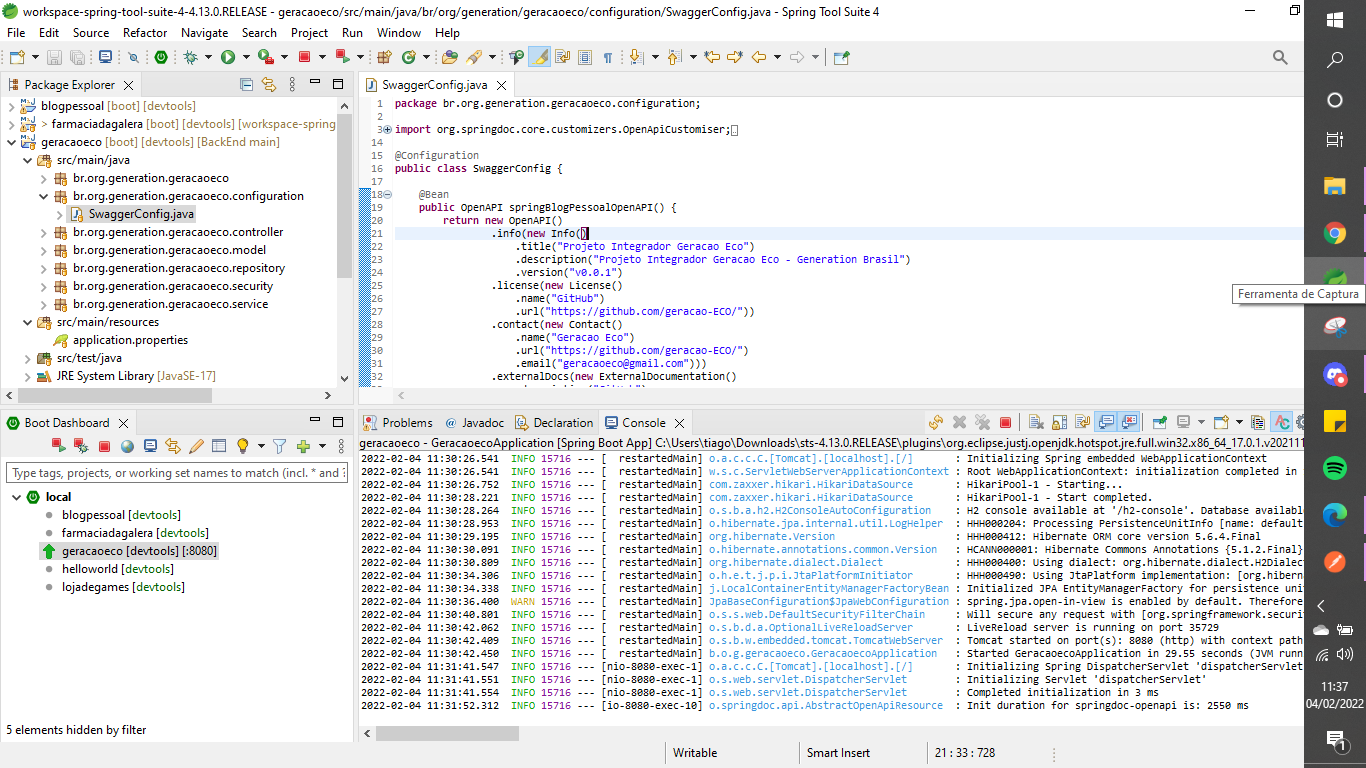 workspace-spring-tool-suite-4-4.13.0.RELEASE - geracaoeco/src/main/java/br/org/generation/geracaoeco/configuration/SwaggerConfig.java - Spring Tool Suite 4
File Edit Source Refactor Navigate Search Project Run Window Help
Package Explorer
blogpessoal [boot] [devtools]
> farmaciadagalera [boot] [devtools] [workspace-spring
geracaoeco [boot] [devtools] [BackEnd main]
src/main/java
br.org.generation.geracaoeco
br.org.generation.geracaoeco.configuration
SwaggerConfig.java
br.org.generation.geracaoeco.controller
br.org.generation.geracaoeco.model
br.org.generation.geracaoeco.repository
br.org.generation.geracaoeco.security
br.org.generation.geracaoeco.service
src/main/resources
application.properties
src/test/java
JRE System Library [JavaSE-17]
SwaggerConfig.java
1 package br.org.generation.geracaoeco.configuration;
2
3 import org.springdoc.core.customizers.OpenApiCustomiser;
14
15 @Configuration
16 public class SwaggerConfig {
17
18 @Bean
19 public OpenAPI springBlogPessoalOpenAPI() {
20 return new OpenAPI()
21 .info(new Info()
22 .title("Projeto Integrador Geracao Eco")
23 .description("Projeto Integrador Geracao Eco - Generation Brasil")
24 .version("v0.0.1")
25 .license(new License()
26 .name("GitHub")
27 .url("https://github.com/geracao-ECO/"))
28 .contact(new Contact()
29 .name("Geracao Eco")
30 .url("https://github.com/geracao-ECO/")
31 .email("geracaoeco@gmail.com")))
32 .externalDocs(new ExternalDocumentation()
Ferramenta de Captura
Boot Dashboard
Type tags, projects, or working set names to match (incl. * and ?
local
blogpessoal [devtools]
farmaciadagalera [devtools]
geracaoeco [devtools] [:8080]
helloworld [devtools]
lojadegames [devtools]
5 elements hidden by filter
Problems Javadoc Declaration Console
geracaoeco - GeracaoecoApplication [Spring Boot App] C:\Users\tiago\Downloads\sts-4.13.0.RELEASE\plugins\org.eclipse.justj.openjdk.hotspot.jre.full.win32.x86_64_17.0.1.v202111
2022-02-04 11:30:26.541 INFO 15716 --- [ restartedMain] o.a.c.c.C.[Tomcat].[localhost].[/] : Initializing Spring embedded WebApplicationContext
2022-02-04 11:30:26.541 INFO 15716 --- [ restartedMain] w.s.c.ServletWebServerApplicationContext : Root WebApplicationContext: initialization completed in
2022-02-04 11:30:26.752 INFO 15716 --- [ restartedMain] com.zaxxer.hikari.HikariDataSource : HikariPool-1 - Starting...
2022-02-04 11:30:28.221 INFO 15716 --- [ restartedMain] com.zaxxer.hikari.HikariDataSource : HikariPool-1 - Start completed.
2022-02-04 11:30:28.264 INFO 15716 --- [ restartedMain] o.s.b.a.h2.H2ConsoleAutoConfiguration : H2 console available at '/h2-console'. Database availabl
2022-02-04 11:30:28.953 INFO 15716 --- [ restartedMain] o.hibernate.jpa.internal.util.LogHelper : HHH000204: Processing PersistenceUnitInfo [name: default
2022-02-04 11:30:29.195 INFO 15716 --- [ restartedMain] org.hibernate.Version : HHH000412: Hibernate ORM core version 5.6.4.Final
2022-02-04 11:30:30.091 INFO 15716 --- [ restartedMain] o.hibernate.annotations.common.Version : HCANN000001: Hibernate Commons Annotations {5.1.2.Final}
2022-02-04 11:30:30.809 INFO 15716 --- [ restartedMain] org.hibernate.dialect.Dialect : HHH000400: Using dialect: org.hibernate.dialect.H2Dialec
2022-02-04 11:30:34.306 INFO 15716 --- [ restartedMain] o.h.e.t.j.p.i.JtaPlatformInitiator : HHH000490: Using JtaPlatform implementation: [org.hibern
2022-02-04 11:30:34.338 INFO 15716 --- [ restartedMain] j.LocalContainerEntityManagerFactoryBean : Initialized JPA EntityManagerFactory for persistence unit
2022-02-04 11:30:36.400 WARN 15716 --- [ restartedMain] JpaBaseConfiguration$JpaWebConfiguration : spring.jpa.open-in-view is enabled by default. Therefore
2022-02-04 11:30:40.801 INFO 15716 --- [ restartedMain] o.s.s.web.DefaultSecurityFilterChain : Will secure any request with [org.springframework.securit
2022-02-04 11:30:42.062 INFO 15716 --- [ restartedMain] o.s.b.d.a.OptionalLiveReloadServer : LiveReload server is running on port 35729
2022-02-04 11:30:42.409 INFO 15716 --- [ restartedMain] o.s.b.w.embedded.tomcat.TomcatWebServer : Tomcat started on port(s): 8080 (http) with context path
2022-02-04 11:30:42.450 INFO 15716 --- [ restartedMain] b.o.g.geracaoeco.GeracaoecoApplication : Started GeracaoecoApplication in 29.55 seconds (JVM runn
2022-02-04 11:31:41.547 INFO 15716 --- [nio-8080-exec-1] o.a.c.c.C.[Tomcat].[localhost].[/] : Initializing Spring DispatcherServlet 'dispatcherServlet
2022-02-04 11:31:41.551 INFO 15716 --- [nio-8080-exec-1] o.s.web.servlet.DispatcherServlet : Initializing Servlet 'dispatcherServlet'
2022-02-04 11:31:41.554 INFO 15716 --- [nio-8080-exec-1] o.s.web.servlet.DispatcherServlet : Completed initialization in 3 ms
2022-02-04 11:31:52.312 INFO 15716 --- [io-8080-exec-10] o.springdoc.api.AbstractOpenApiResource : Init duration for springdoc-openapi is: 2550 ms
Writable Smart Insert 21 : 33 : 728
11:37
04/02/2022
1